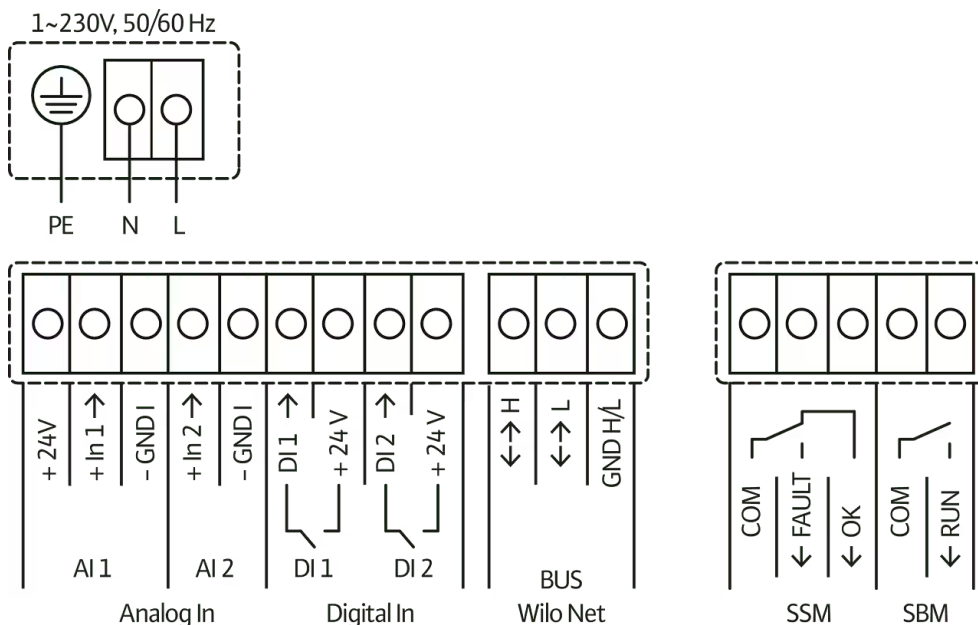 1~230V, 50/60 Hz
PE N L
+ 24V
+ In 1 →
- GND I
+ In 2 →
- GND I
DI 1 →
+ 24 V
DI 2 →
+ 24 V
←→ H
←→ L
GND H/L
COM
← FAULT
← OK
COM
← RUN
AI 1 AI 2 DI 1 DI 2 BUS
Analog In Digital In Wilo Net SSM SBM